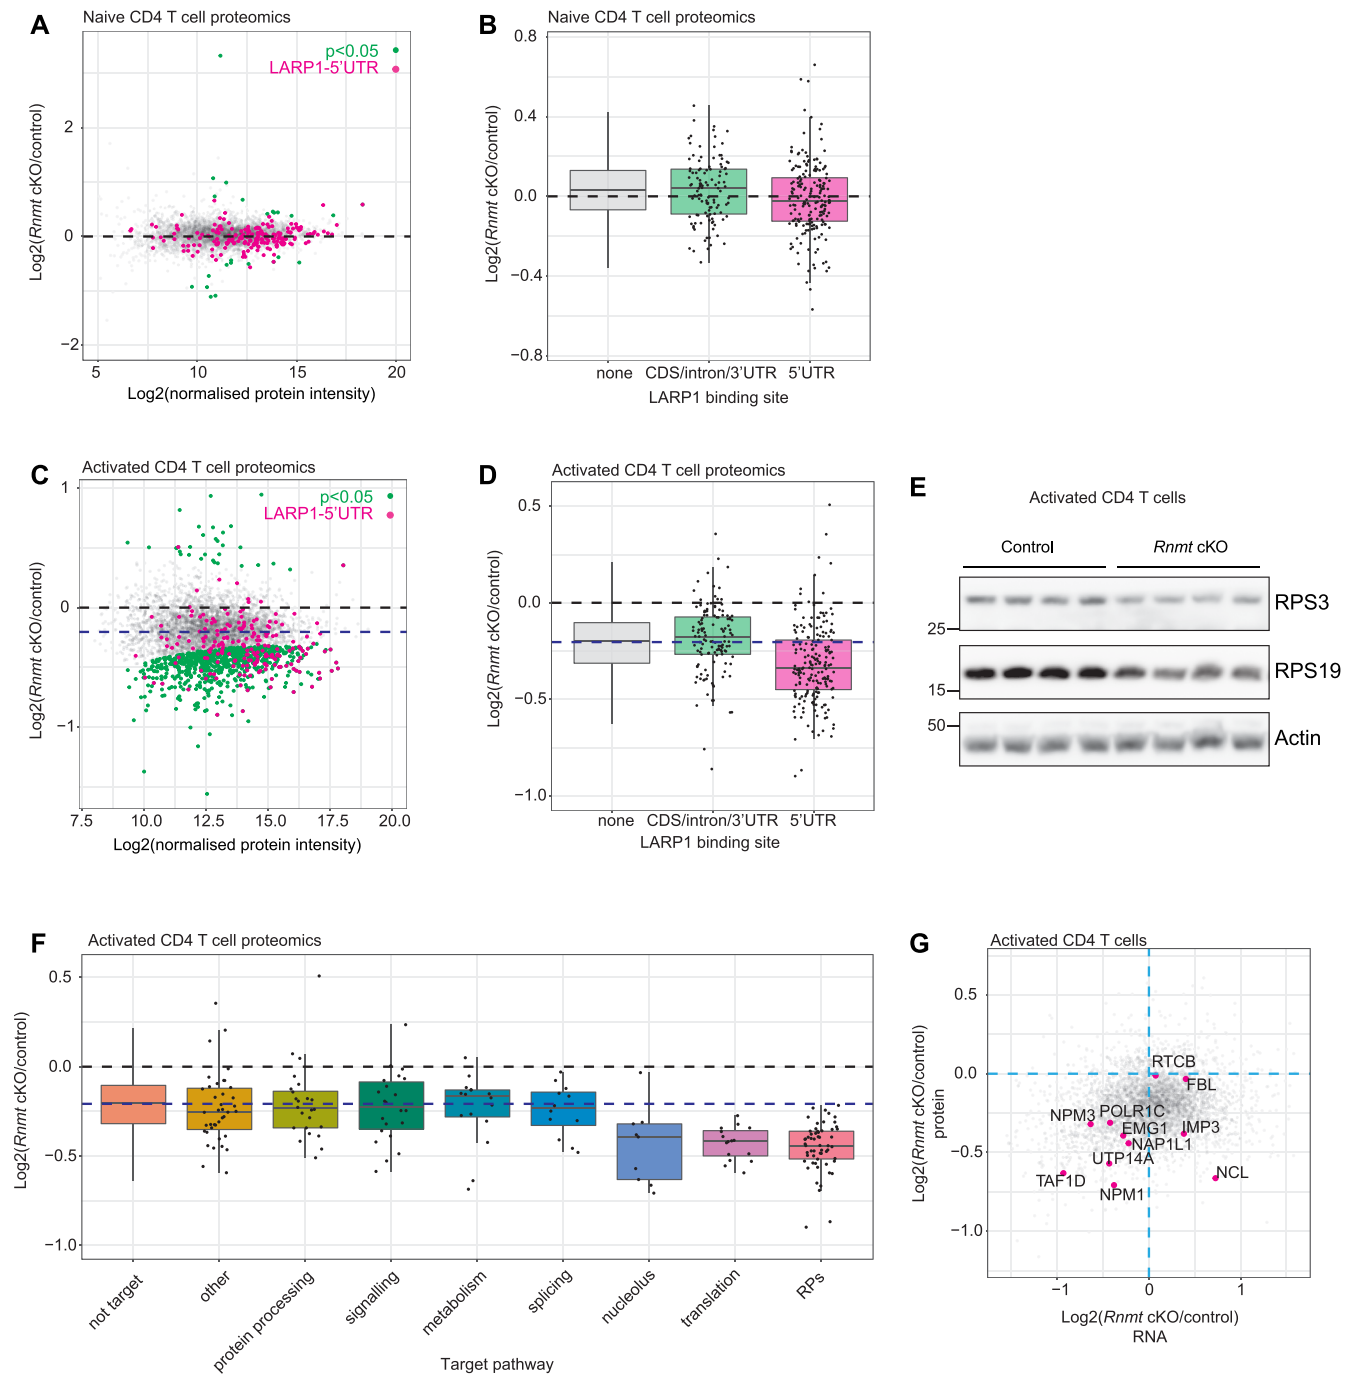 A
Naive CD4 T cell proteomics
p<0.05
LARP1-5'UTR
2
0
−2
5
10
15
20
Log2(Rnmt cKO/control)
Log2(normalised protein intensity)
B
Naive CD4 T cell proteomics
0.8
0.4
0.0
−0.4
−0.8
none
CDS/intron/3'UTR
5'UTR
Log2(Rnmt cKO/control)
LARP1 binding site
C
Activated CD4 T cell proteomics
p<0.05
LARP1-5'UTR
1
0
−1
7.5
10.0
12.5
15.0
17.5
20.0
Log2(Rnmt cKO/control)
Log2(normalised protein intensity)
D
Activated CD4 T cell proteomics
0.5
0.0
−0.5
−1.0
none
CDS/intron/3'UTR
5'UTR
Log2(Rnmt cKO/control)
LARP1 binding site
E
Activated CD4 T cells
Control
Rnmt cKO
RPS3
25
RPS19
15
50
Actin
F
Activated CD4 T cell proteomics
0.5
0.0
−0.5
−1.0
Log2(Rnmt cKO/control)
not target
other
protein processing
signalling
metabolism
splicing
nucleolus
translation
RPs
Target pathway
G
Activated CD4 T cells
0.5
0.0
−0.5
−1.0
Log2(Rnmt cKO/control)
protein
RTCB
FBL
NPM3
POLR1C
EMG1
IMP3
NAP1L1
UTP14A
TAF1D
NPM1
NCL
−1
0
1
Log2(Rnmt cKO/control)
RNA